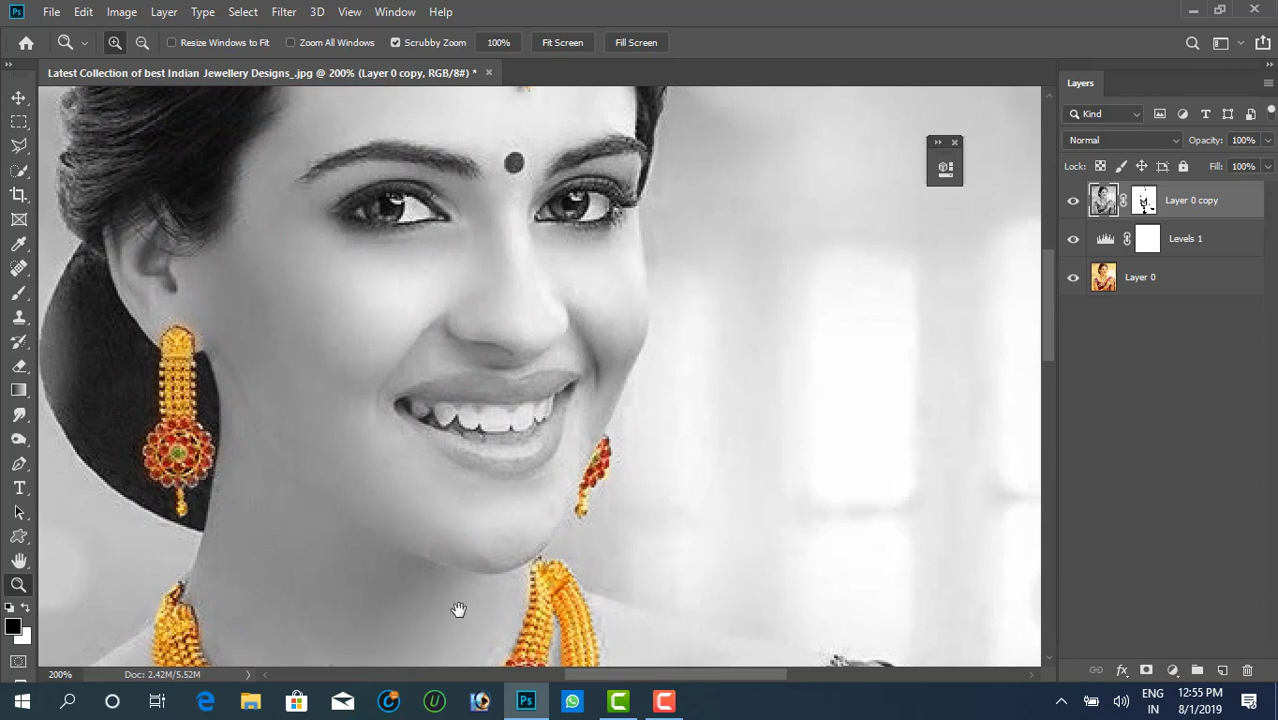 Ps File Edit Image Layer Type Select Filter 3D View Window Help
Resize Windows to Fit Zoom All Windows Scrubby Zoom 100% Fit Screen Fill Screen
Latest Collection of best Indian Jewellery Designs_.jpg @ 200% (Layer 0 copy, RGB/8#) *
Layers
Kind
Normal Opacity: 100%
Lock: Fill: 100%
Layer 0 copy
Levels 1
Layer 0
200% Doc: 2.42M/5.52M
ENG 12:55 PM
IN 8/1/2019